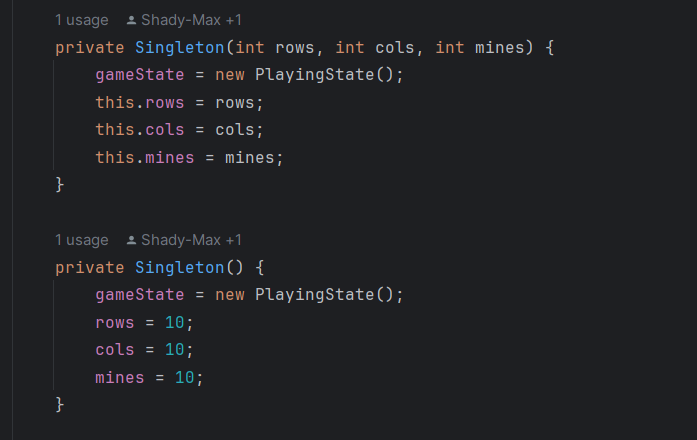 1 usage Shady-Max +1
private Singleton(int rows, int cols, int mines) {
    gameState = new PlayingState();
    this.rows = rows;
    this.cols = cols;
    this.mines = mines;
}
1 usage Shady-Max +1
private Singleton() {
    gameState = new PlayingState();
    rows = 10;
    cols = 10;
    mines = 10;
}